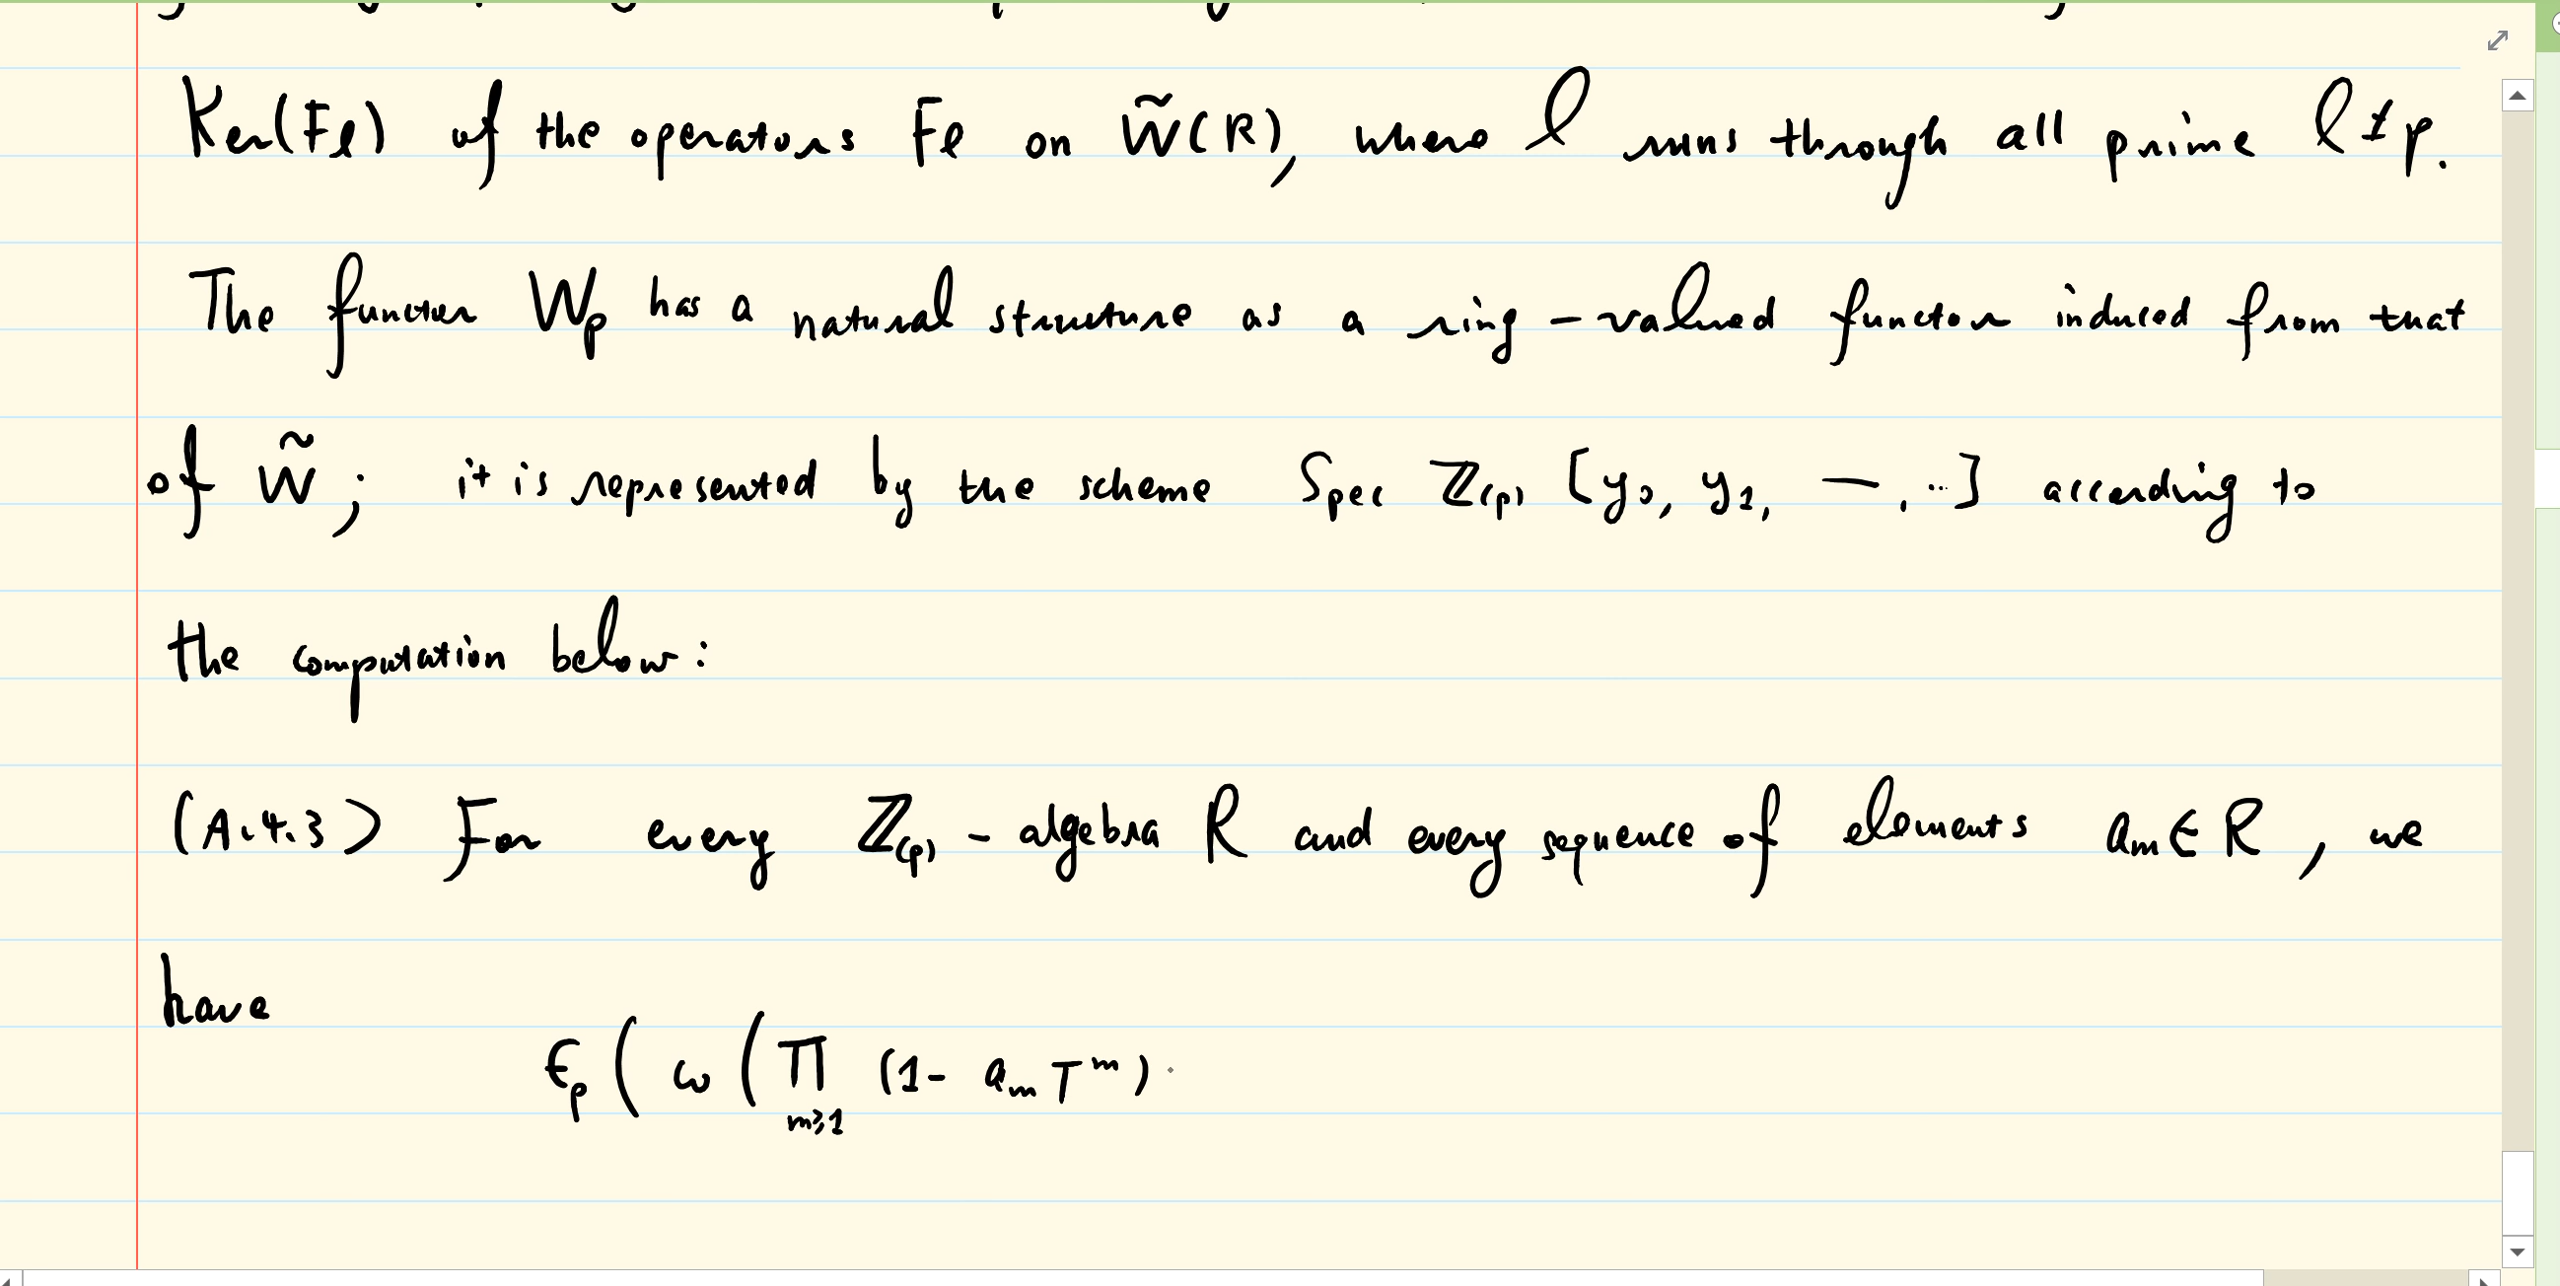 Ker(Fℓ) of the operators Fℓ on W̃(R), where ℓ runs through all prime ℓ≠p.
The functor Wp has a natural structure as a ring-valued functor induced from that
of W̃; it is represented by the scheme Spec ℤ(p) [y0, y1, —, ...] according to
the computation below:
(A.4.3) For every ℤ(p)-algebra R and every sequence of elements am∈R, we
have
ϵp( ω( ∏ m≥1 (1- am T^m)